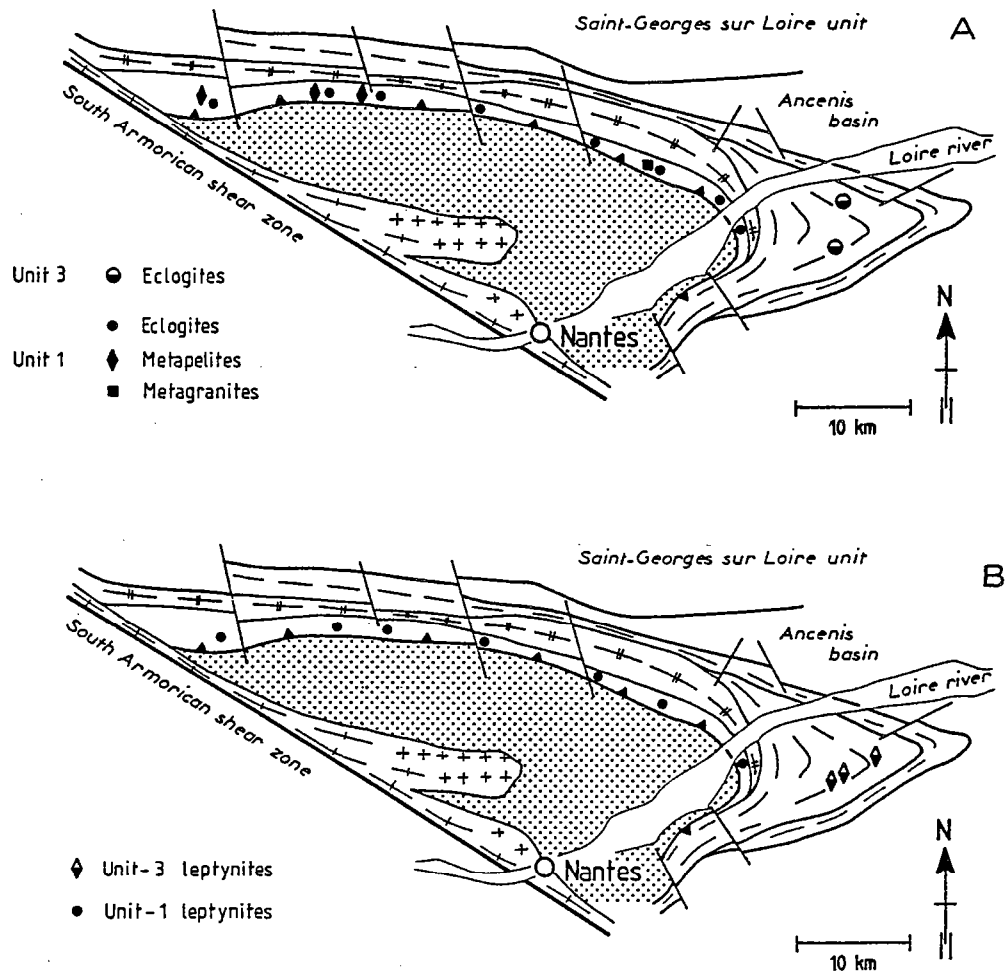 Saint-Georges sur Loire unit
A
Ancenis
basin
Loire river
South Armorican shear zone
Unit 3
Eclogites
Eclogites
Unit 1
Metapelites
Metagranites
Nantes
N
10 km
Saint-Georges sur Loire unit
B
Ancenis
basin
Loire river
South Armorican shear zone
Unit-3 leptynites
Unit-1 leptynites
Nantes
N
10 km